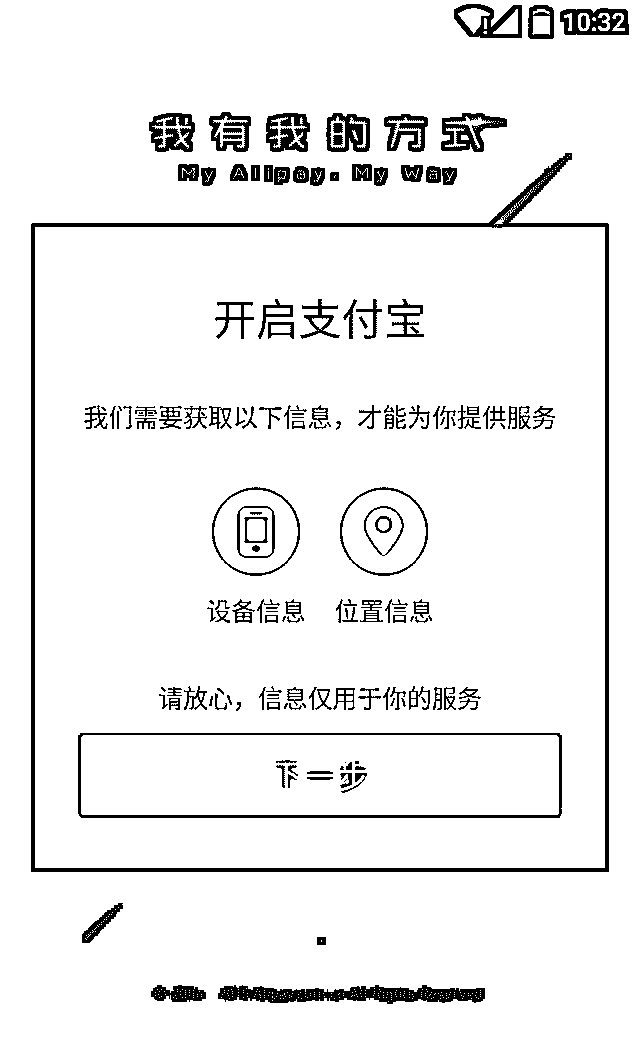 10:32
我有我的方式
My Alipay. My Way
开启支付宝
我们需要获取以下信息，才能为你提供服务
设备信息 位置信息
请放心，信息仅用于你的服务
下一步